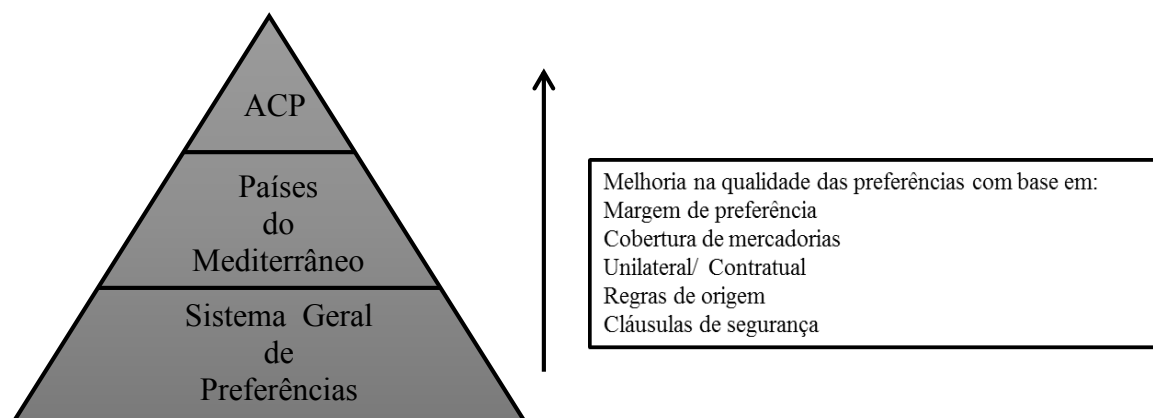 ACP
Países
do
Mediterrâneo
Sistema Geral
de
Preferências
Melhoria na qualidade das preferências com base em:
Margem de preferência
Cobertura de mercadorias
Unilateral/ Contratual
Regras de origem
Cláusulas de segurança